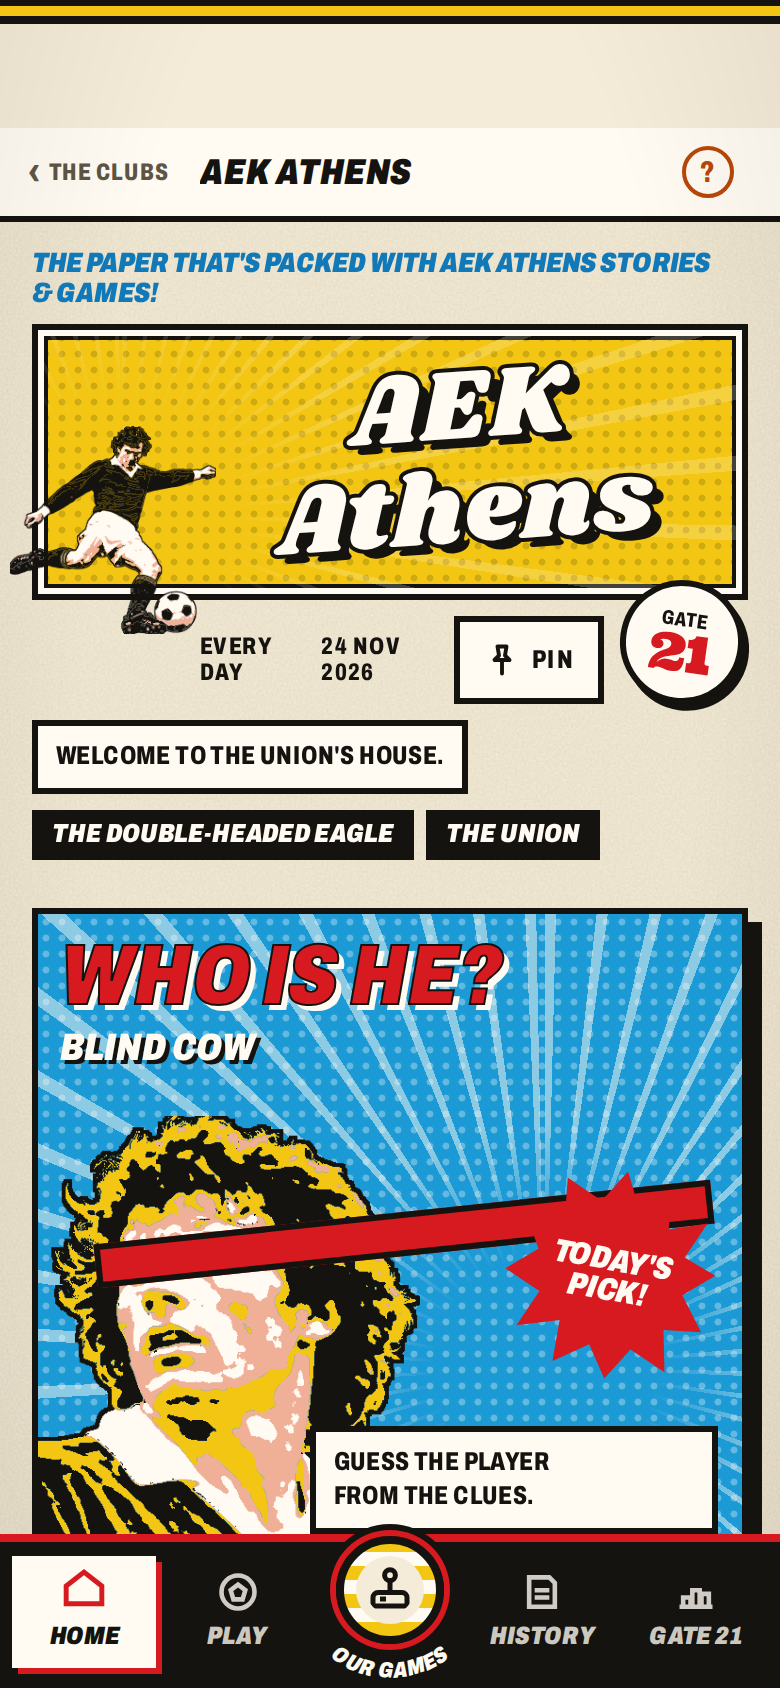 ‹ THE CLUBS AEK ATHENS ?
THE PAPER THAT'S PACKED WITH AEK ATHENS STORIES
& GAMES!
AEK
Athens
EVERY DAY
24 NOV 2026
PIN
GATE
21
WELCOME TO THE UNION'S HOUSE.
THE DOUBLE-HEADED EAGLE THE UNION
WHO IS HE?
BLIND COW
TODAY'S
PICK!
GUESS THE PLAYER
FROM THE CLUES.
HOME PLAY OUR GAMES HISTORY GATE 21